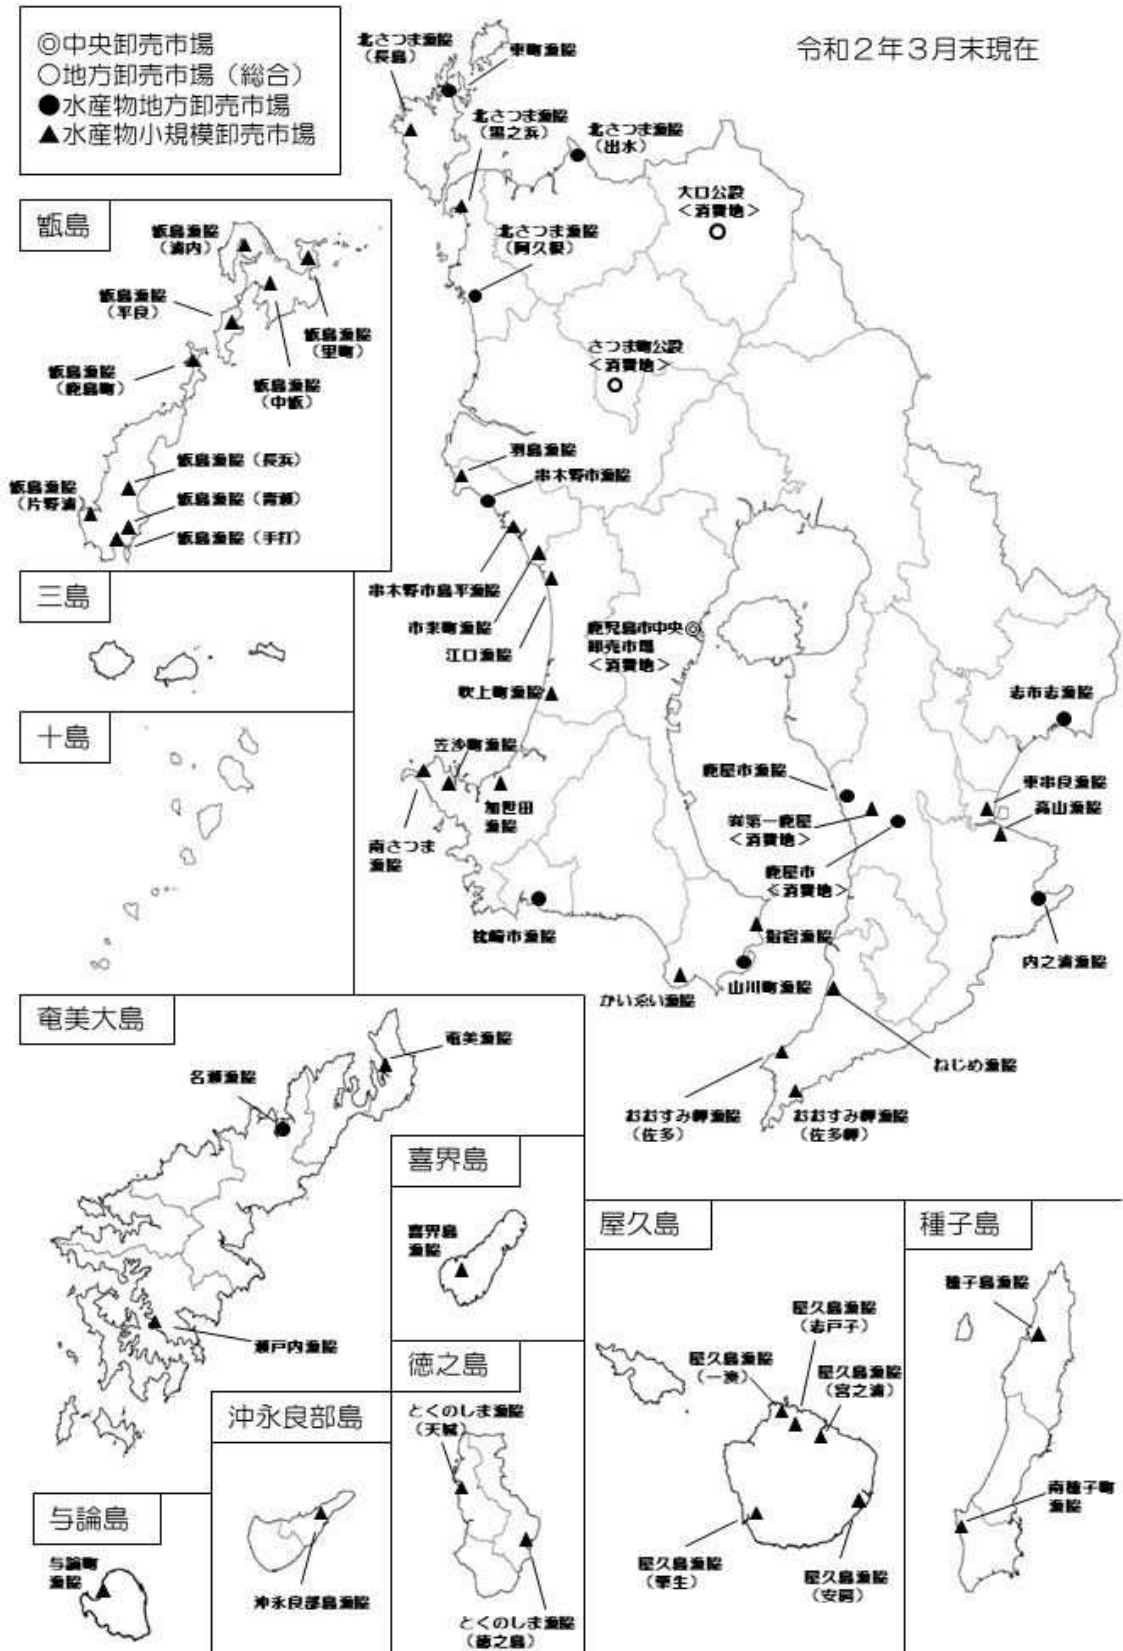 ◎中央卸売市場
○地方卸売市場（総合）
●水産物地方卸売市場
▲水産物小規模卸売市場
令和２年３月末現在
北さつま漁協
（長島）
東町漁協
北さつま漁協
（黒之浜）
北さつま漁協
（出水）
大口公設
＜消費地＞
北さつま漁協
（阿久根）
さつま町公設
＜消費地＞
羽島漁協
串木野市漁協
串木野市島平漁協
市来町漁協
江口漁協
鹿児島市中央
卸売市場
＜消費地＞
吹上町漁協
笠沙町漁協
加世田
漁協
南さつま
漁協
枕崎市漁協
かいゑい漁協
指宿漁協
山川町漁協
志布志漁協
鹿屋市漁協
㈲第一鹿屋
＜消費地＞
鹿屋市
＜消費地＞
東串良漁協
高山漁協
内之浦漁協
ねじめ漁協
おおすみ岬漁協
（佐多）
おおすみ岬漁協
（佐多岬）
甑島
甑島漁協
（浦内）
甑島漁協
（平良）
甑島漁協
（里町）
甑島漁協
（鹿島町）
甑島漁協
（中甑）
甑島漁協（長浜）
甑島漁協
（片野浦）
甑島漁協（青瀬）
甑島漁協（手打）
三島
十島
奄美大島
奄美漁協
名瀬漁協
瀬戸内漁協
喜界島
喜界島
漁協
徳之島
とくのしま漁協
（天城）
とくのしま漁協
（徳之島）
沖永良部島
沖永良部島漁協
与論島
与論町
漁協
屋久島
屋久島漁協
（志戸子）
屋久島漁協
（一湊）
屋久島漁協
（宮之浦）
屋久島漁協
（栗生）
屋久島漁協
（安房）
種子島
種子島漁協
南種子町
漁協